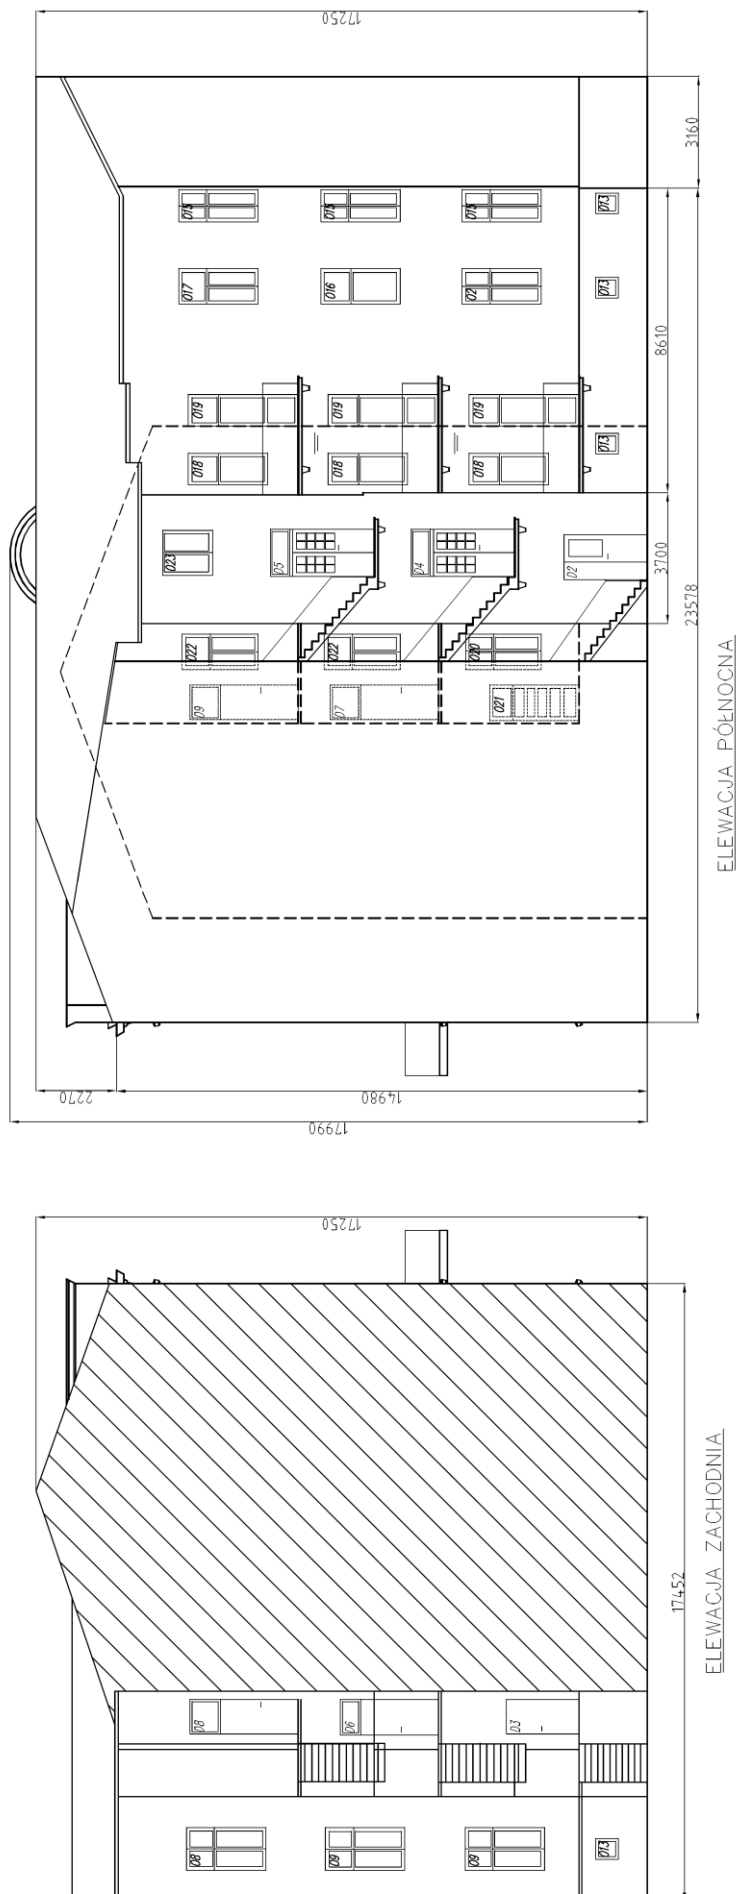 17250
3160
O15
O15
O15
O13
O17
O16
O2
O13
8610
O19
O19
O19
O18
O18
O18
O13
O23
D5
D4
D2
3700
23578
O22
O22
O20
D9
D7
O21
ELEWACJA PÓŁNOCNA
2270
14980
17990
17250
17452
ELEWACJA ZACHODNIA
D8
D6
D3
O8
O9
O9
O13